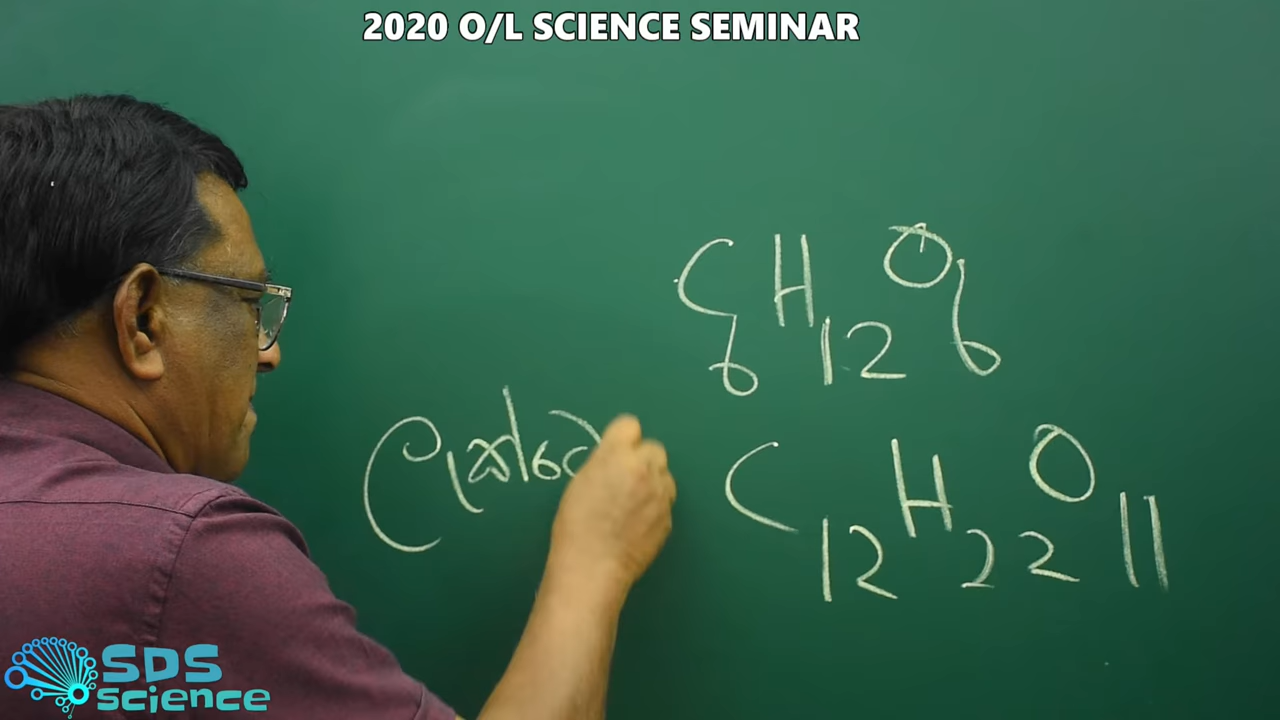 2020 O/L SCIENCE SEMINAR
C6H12O6
C12H22O11
SDS
science